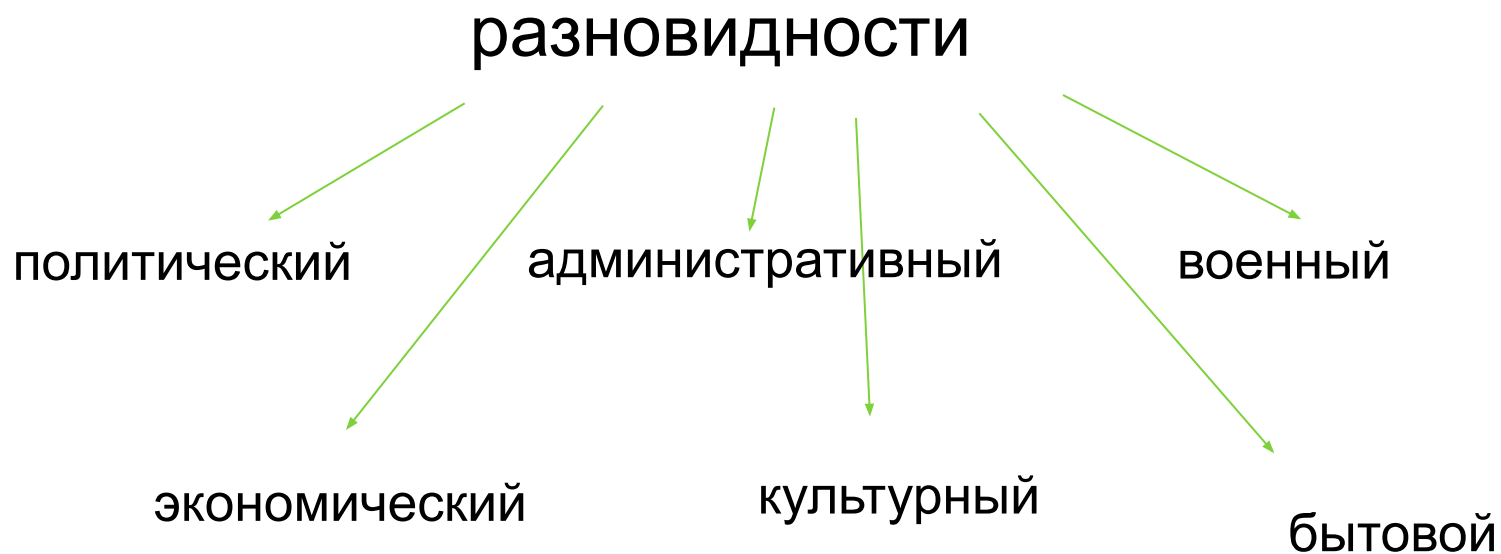 разновидности
политический
административный
военный
экономический
культурный
бытовой